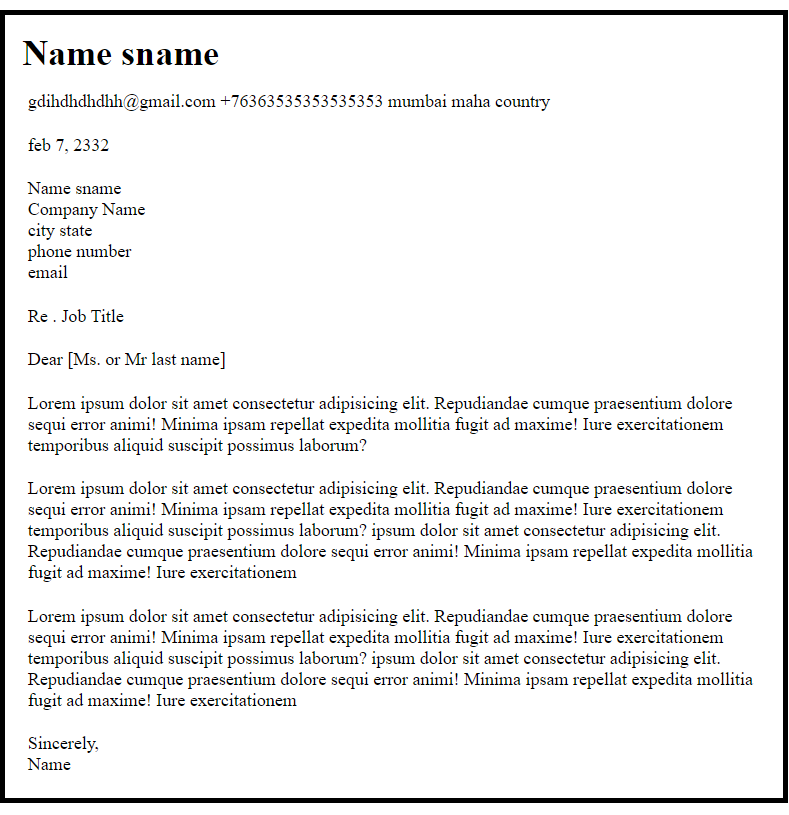 Name sname
gdihdhdhdhh@gmail.com +76363535353535353 mumbai maha country
feb 7, 2332
Name sname
Company Name
city state
phone number
email
Re . Job Title
Dear [Ms. or Mr last name]
Lorem ipsum dolor sit amet consectetur adipisicing elit. Repudiandae cumque praesentium dolore
sequi error animi! Minima ipsam repellat expedita mollitia fugit ad maxime! Iure exercitationem
temporibus aliquid suscipit possimus laborum?
Lorem ipsum dolor sit amet consectetur adipisicing elit. Repudiandae cumque praesentium dolore
sequi error animi! Minima ipsam repellat expedita mollitia fugit ad maxime! Iure exercitationem
temporibus aliquid suscipit possimus laborum? ipsum dolor sit amet consectetur adipisicing elit.
Repudiandae cumque praesentium dolore sequi error animi! Minima ipsam repellat expedita mollitia
fugit ad maxime! Iure exercitationem
Lorem ipsum dolor sit amet consectetur adipisicing elit. Repudiandae cumque praesentium dolore
sequi error animi! Minima ipsam repellat expedita mollitia fugit ad maxime! Iure exercitationem
temporibus aliquid suscipit possimus laborum? ipsum dolor sit amet consectetur adipisicing elit.
Repudiandae cumque praesentium dolore sequi error animi! Minima ipsam repellat expedita mollitia
fugit ad maxime! Iure exercitationem
Sincerely,
Name